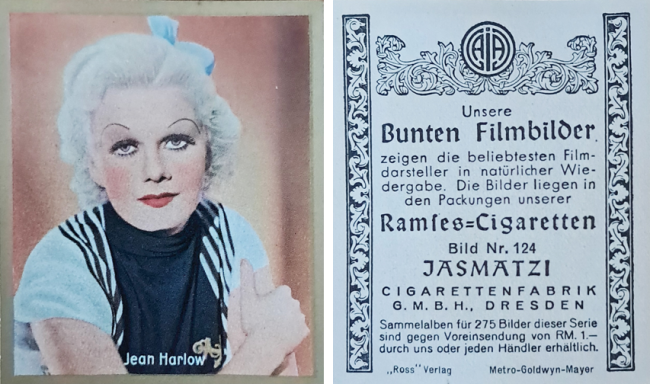 Jean Harlow
Unsere
Bunten Filmbilder
zeigen die beliebtesten Film-
darsteller in natürlicher Wie-
dergabe. Die Bilder liegen in
den Packungen unserer
Ramses=Cigaretten
Bild Nr. 124
JASMATZI
CIGARETTENFABRIK
G. M. B. H., DRESDEN
Sammelalben für 275 Bilder dieser Serie
sind gegen Voreinsendung von RM. 1.—
durch uns oder jeden Händler erhältlich.
„Ross" Verlag Metro-Goldwyn-Mayer